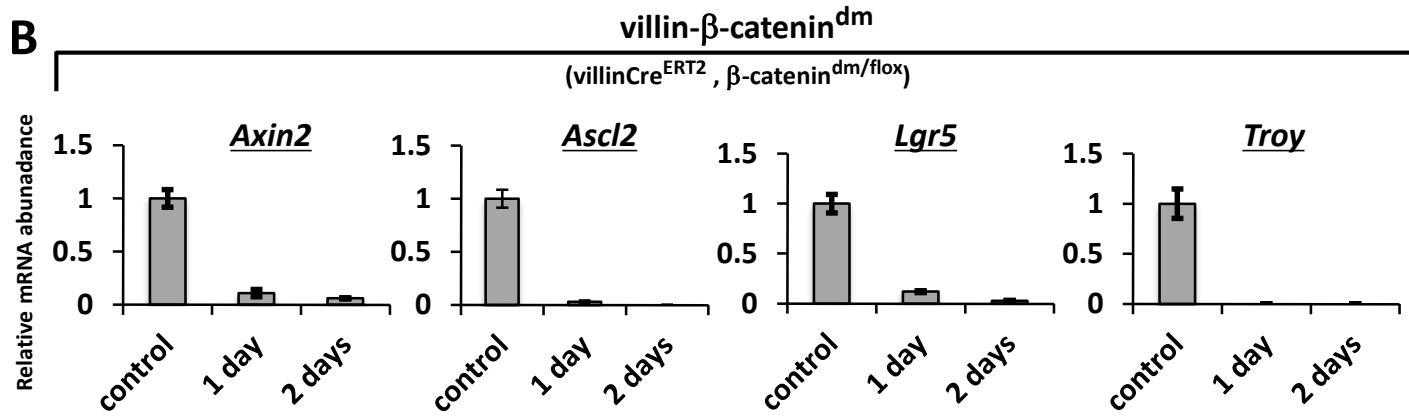 B
villin-β-catenin^dm
(villinCre^ERT2 , β-catenin^dm/flox)
Relative mRNA abunadance
Axin2
1.5
1
0.5
0
control
1 day
2 days
Ascl2
1.5
1
0.5
0
control
1 day
2 days
Lgr5
1.5
1
0.5
0
control
1 day
2 days
Troy
1.5
1
0.5
0
control
1 day
2 days